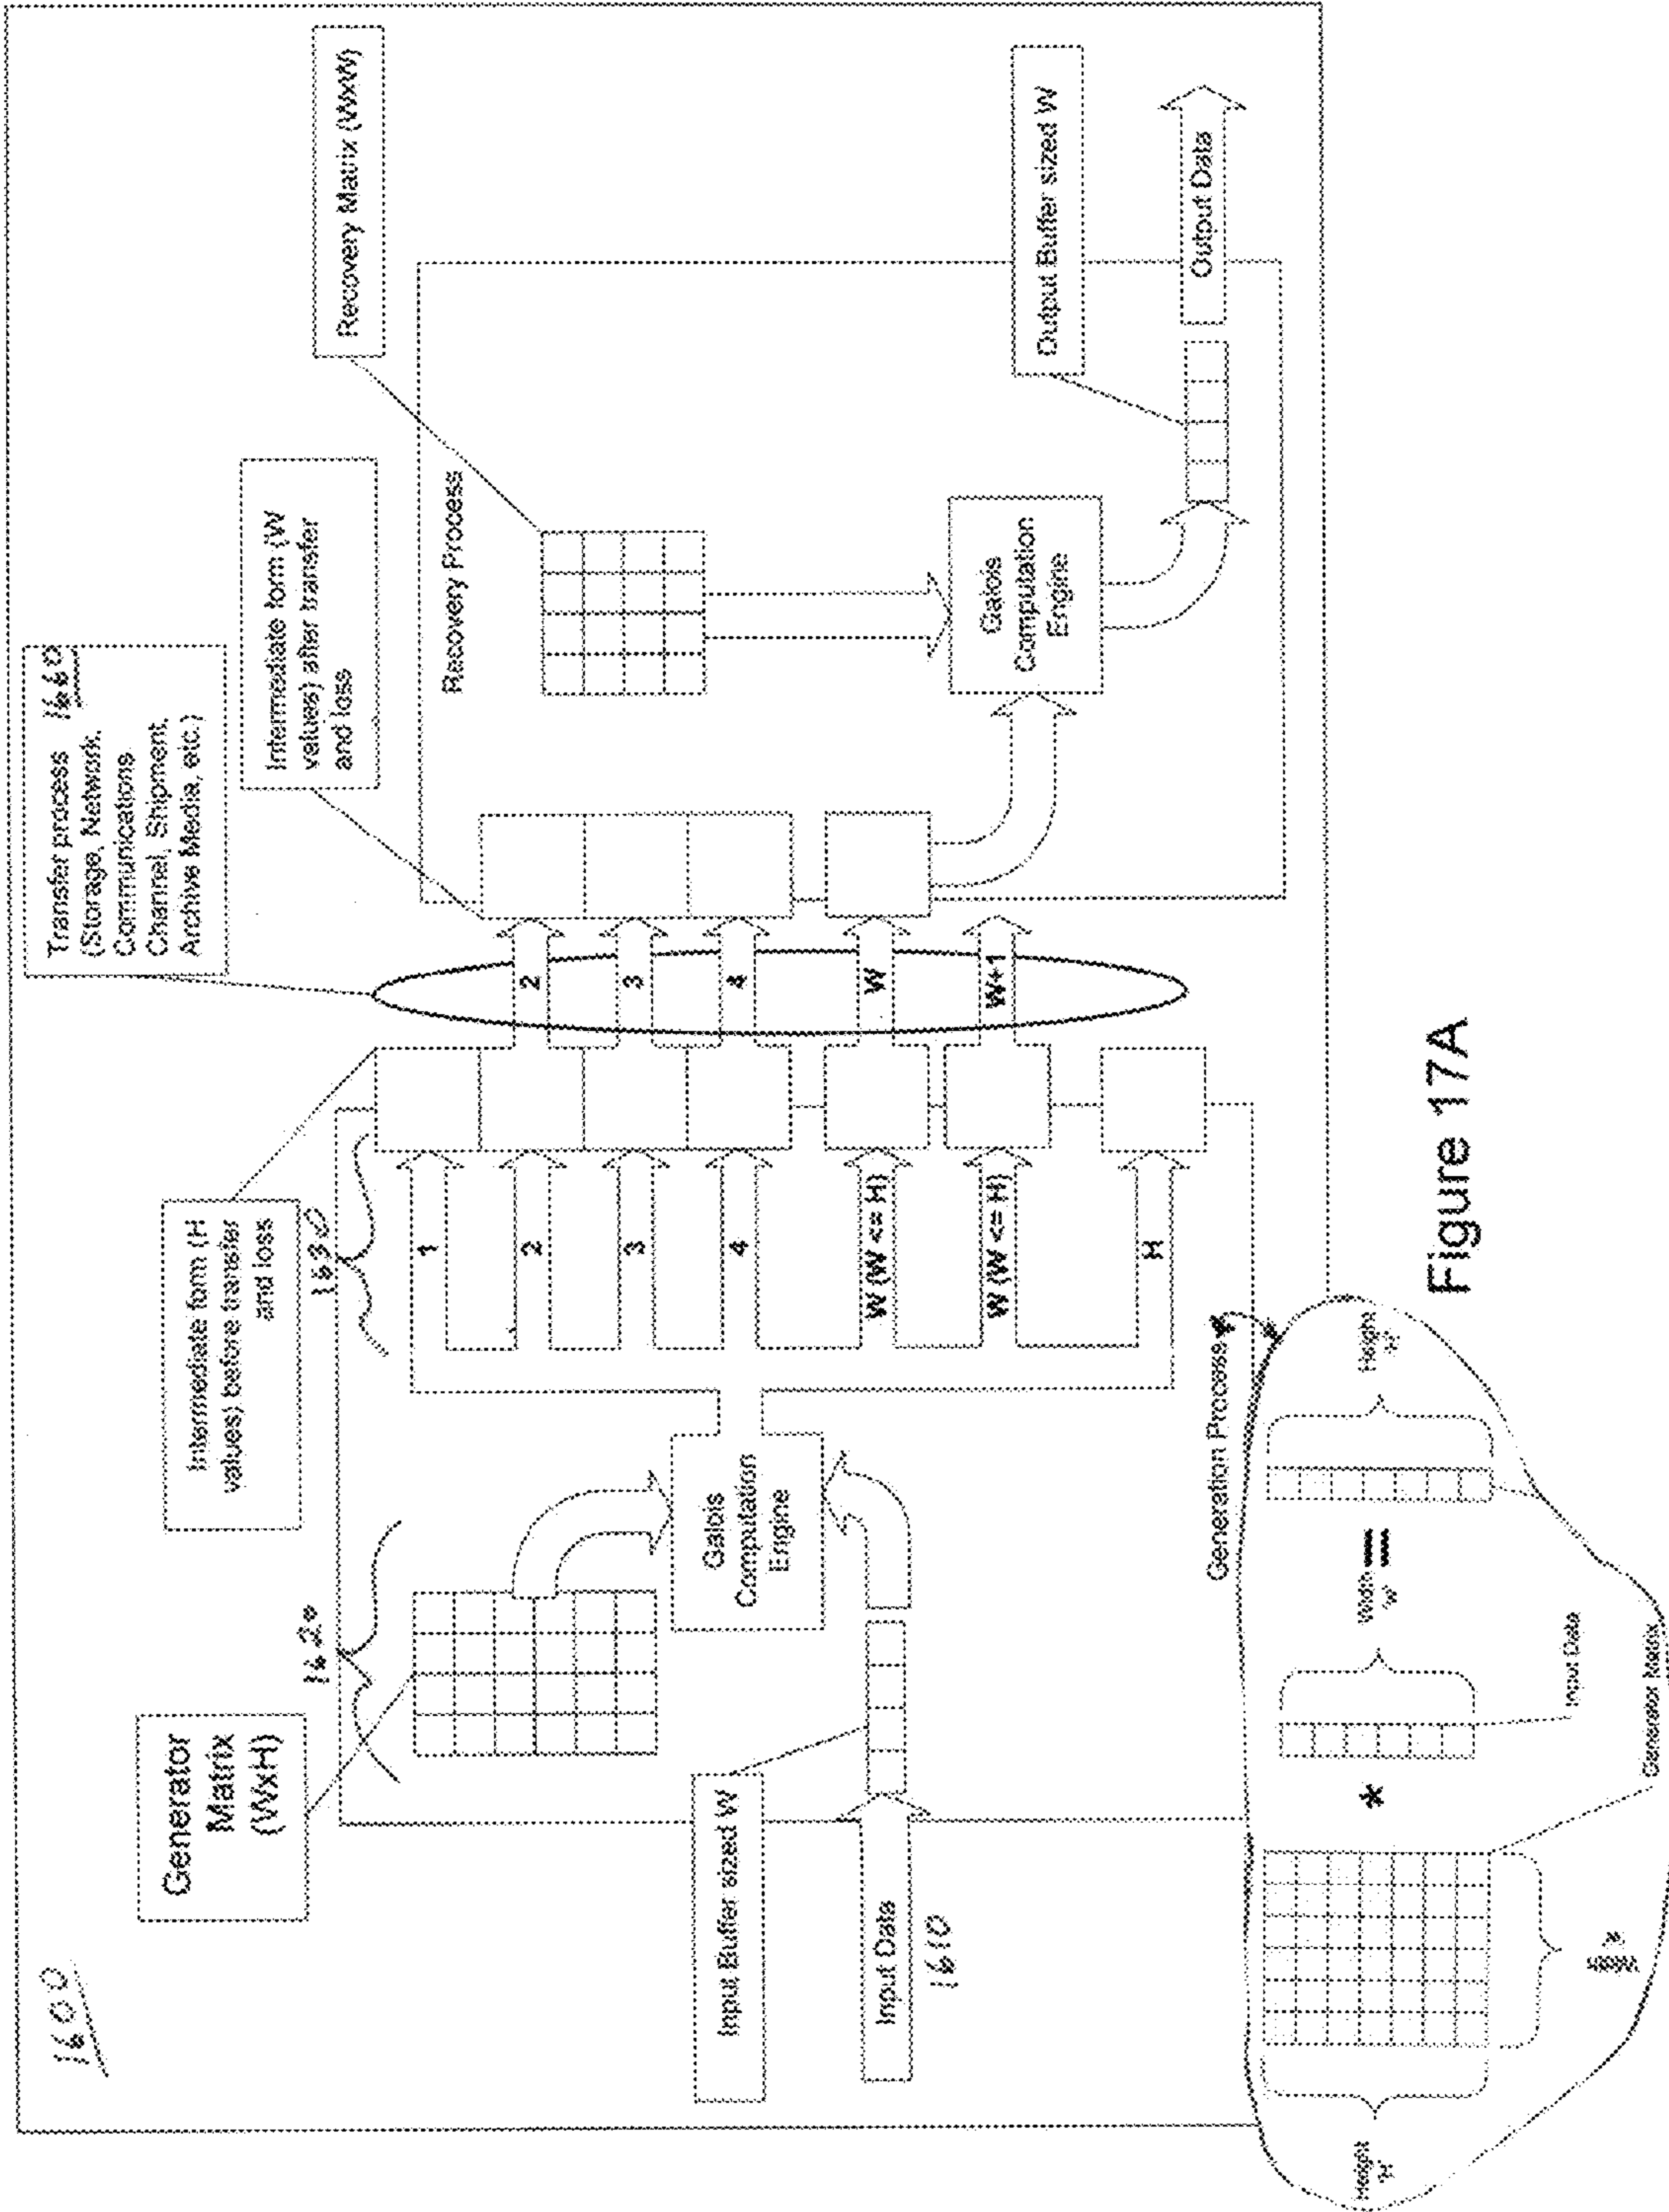 1600
Transfer process 1660
(Storage, Network,
Communications
Channel, Shipment,
Archive Media, etc.)
Intermediate form (H
values) before transfer
and loss
1630
Intermediate form (W
values) after transfer
and loss
Recovery Matrix (WxW)
Generator
Matrix
(WxH)
1620
Recovery Process
Galois
Computation
Engine
1
2
3
4
W (W <= H)
W (W <= H)
H
2
3
4
W
W+1
Galois
Computation
Engine
Input Buffer sized W
Input Data
1610
Output Buffer sized W
Output Data
Generation Process
Height
"H"
*
Width
"W"
=
Height
"H"
Input Data
Generator Matrix
Figure 17A